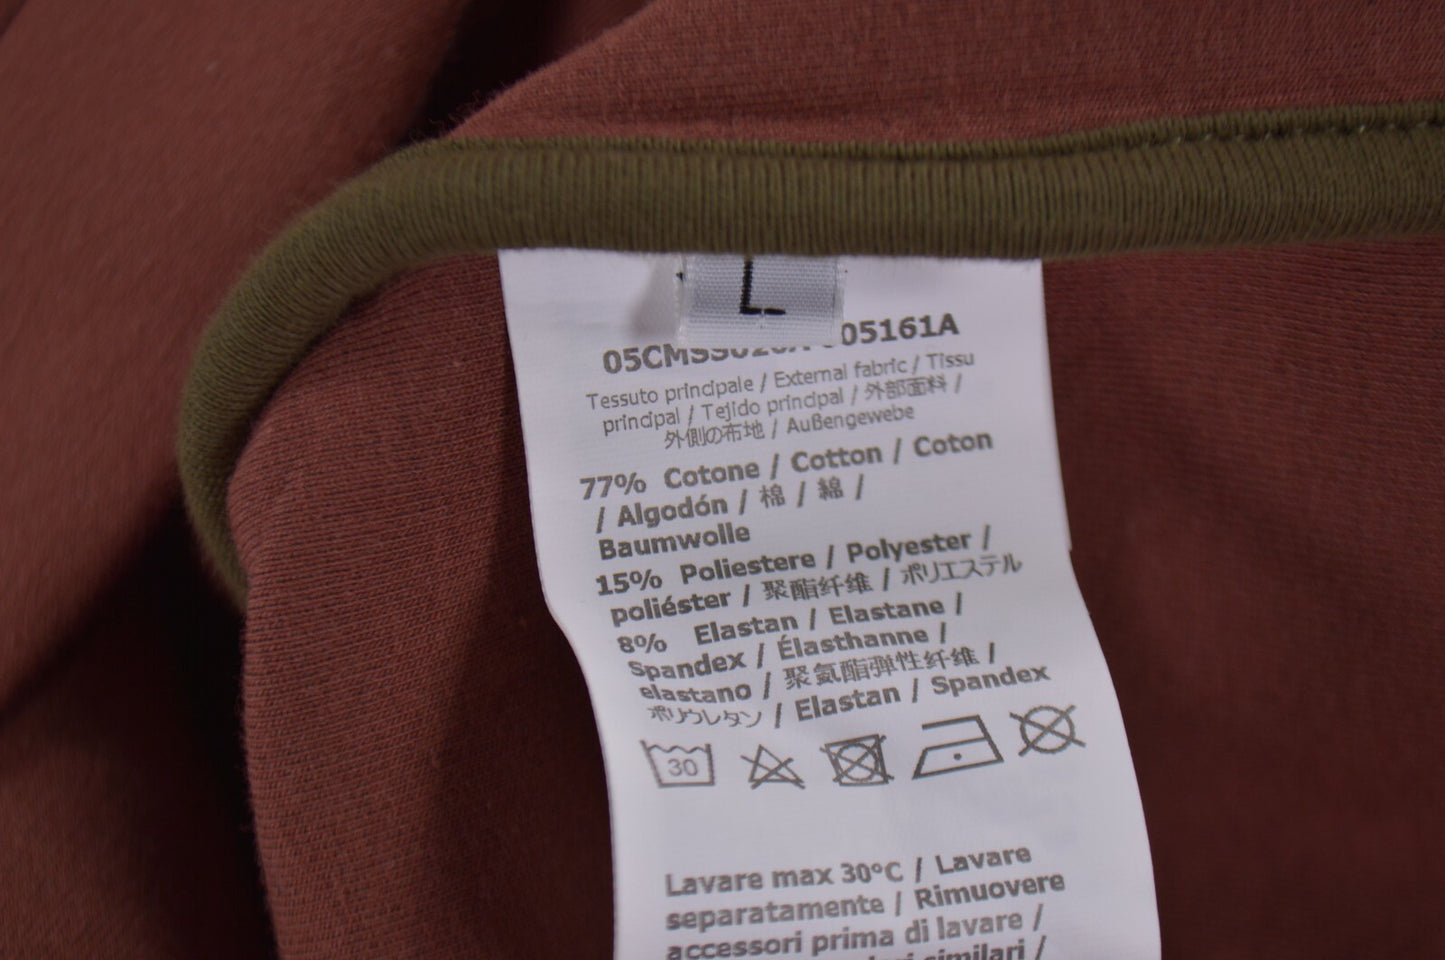 L
05161A
Tessuto principale / External fabric / Tissu
principal / Tejido principal / 外部面料 /
外側の布地 / Außengewebe
77% Cotone / Cotton / Coton
/ Algodón / 棉 / 綿 /
Baumwolle
15% Poliestere / Polyester /
poliéster / 聚酯纤维 / ポリエステル
8% Elastan / Elastane /
Spandex / Élasthanne /
elastano / 聚氨酯弹性纤维 /
ポリウレタン / Elastan / Spandex
30
Lavare max 30°C / Lavare
separatamente / Rimuovere
accessori prima di lavare /
similari /